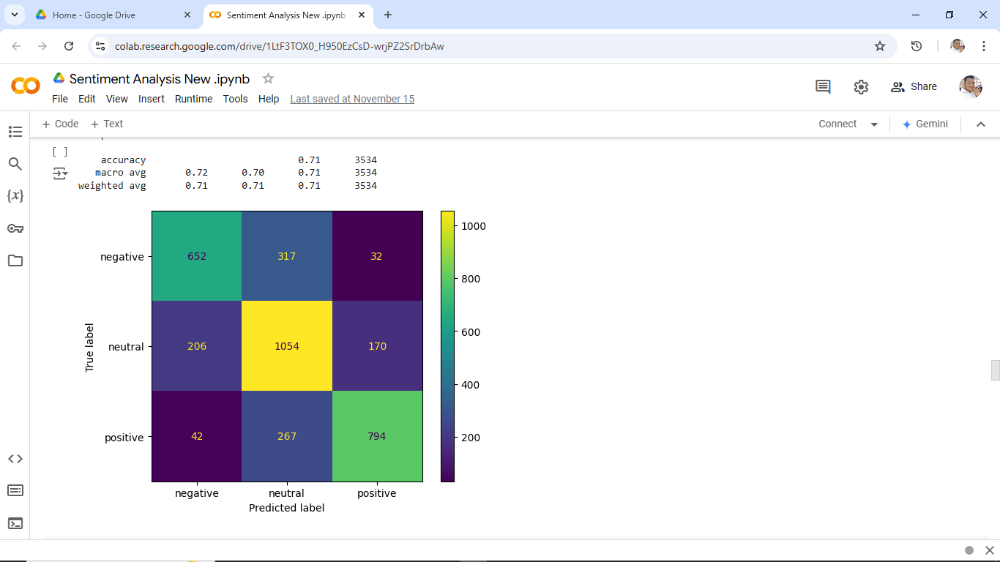 Home - Google Drive
Sentiment Analysis New .ipynb
colab.research.google.com/drive/1LtF3TOX0_H950EzCsD-wrjPZ2SrDrbAw
CO
Sentiment Analysis New .ipynb
File Edit View Insert Runtime Tools Help Last saved at November 15
Share
+ Code + Text
Connect
Gemini
[ ]
{x}
accuracy 0.71 3534
macro avg 0.72 0.70 0.71 3534
weighted avg 0.71 0.71 0.71 3534
negative 652 317 32
neutral 206 1054 170
positive 42 267 794
True label
negative neutral positive
Predicted label
1000
800
600
400
200